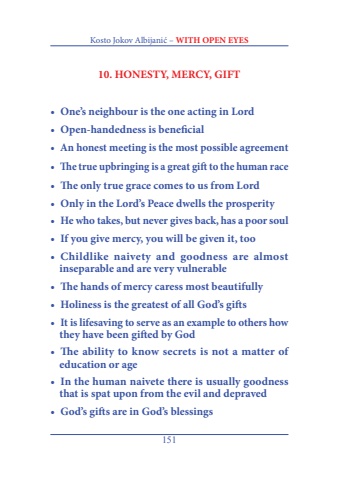 Kosto Jokov Albijanić – WITH OPEN EYES
10. HONESTY, MERCY, GIFT
• One's neighbour is the one acting in Lord
• Open-handedness is beneficial
• An honest meeting is the most possible agreement
• The true upbringing is a great gift to the human race
• The only true grace comes to us from Lord
• Only in the Lord's Peace dwells the prosperity
• He who takes, but never gives back, has a poor soul
• If you give mercy, you will be given it, too
• Childlike naivety and goodness are almost
inseparable and are very vulnerable
• The hands of mercy caress most beautifully
• Holiness is the greatest of all God's gifts
• It is lifesaving to serve as an example to others how
they have been gifted by God
• The ability to know secrets is not a matter of
education or age
• In the human naivete there is usually goodness
that is spat upon from the evil and depraved
• God's gifts are in God's blessings
151